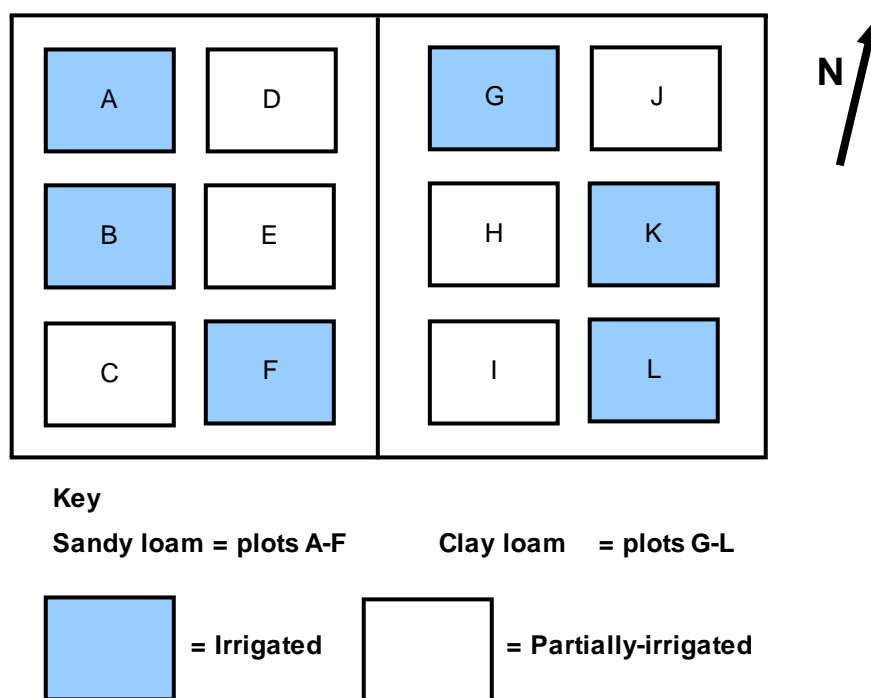 A D G J
N
B E H K
C F I L
Key
Sandy loam = plots A-F Clay loam = plots G-L
= Irrigated = Partially-irrigated